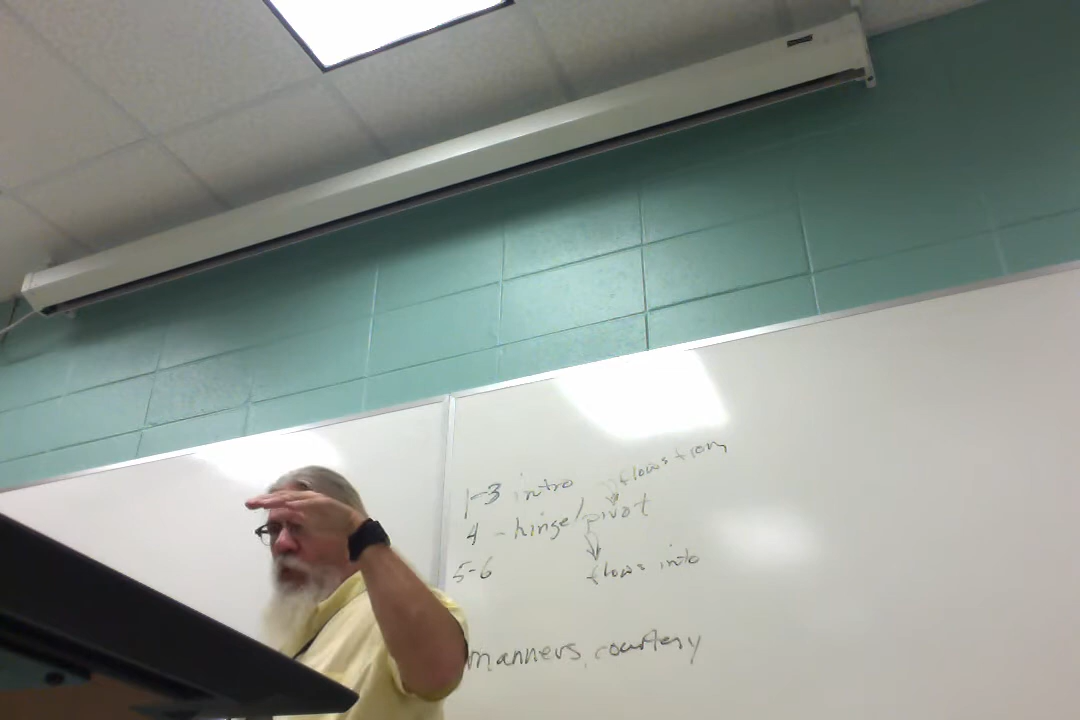 flows from
1-3 intro
4 - hinge/pivot
5-6 flows into
manners, courtesy